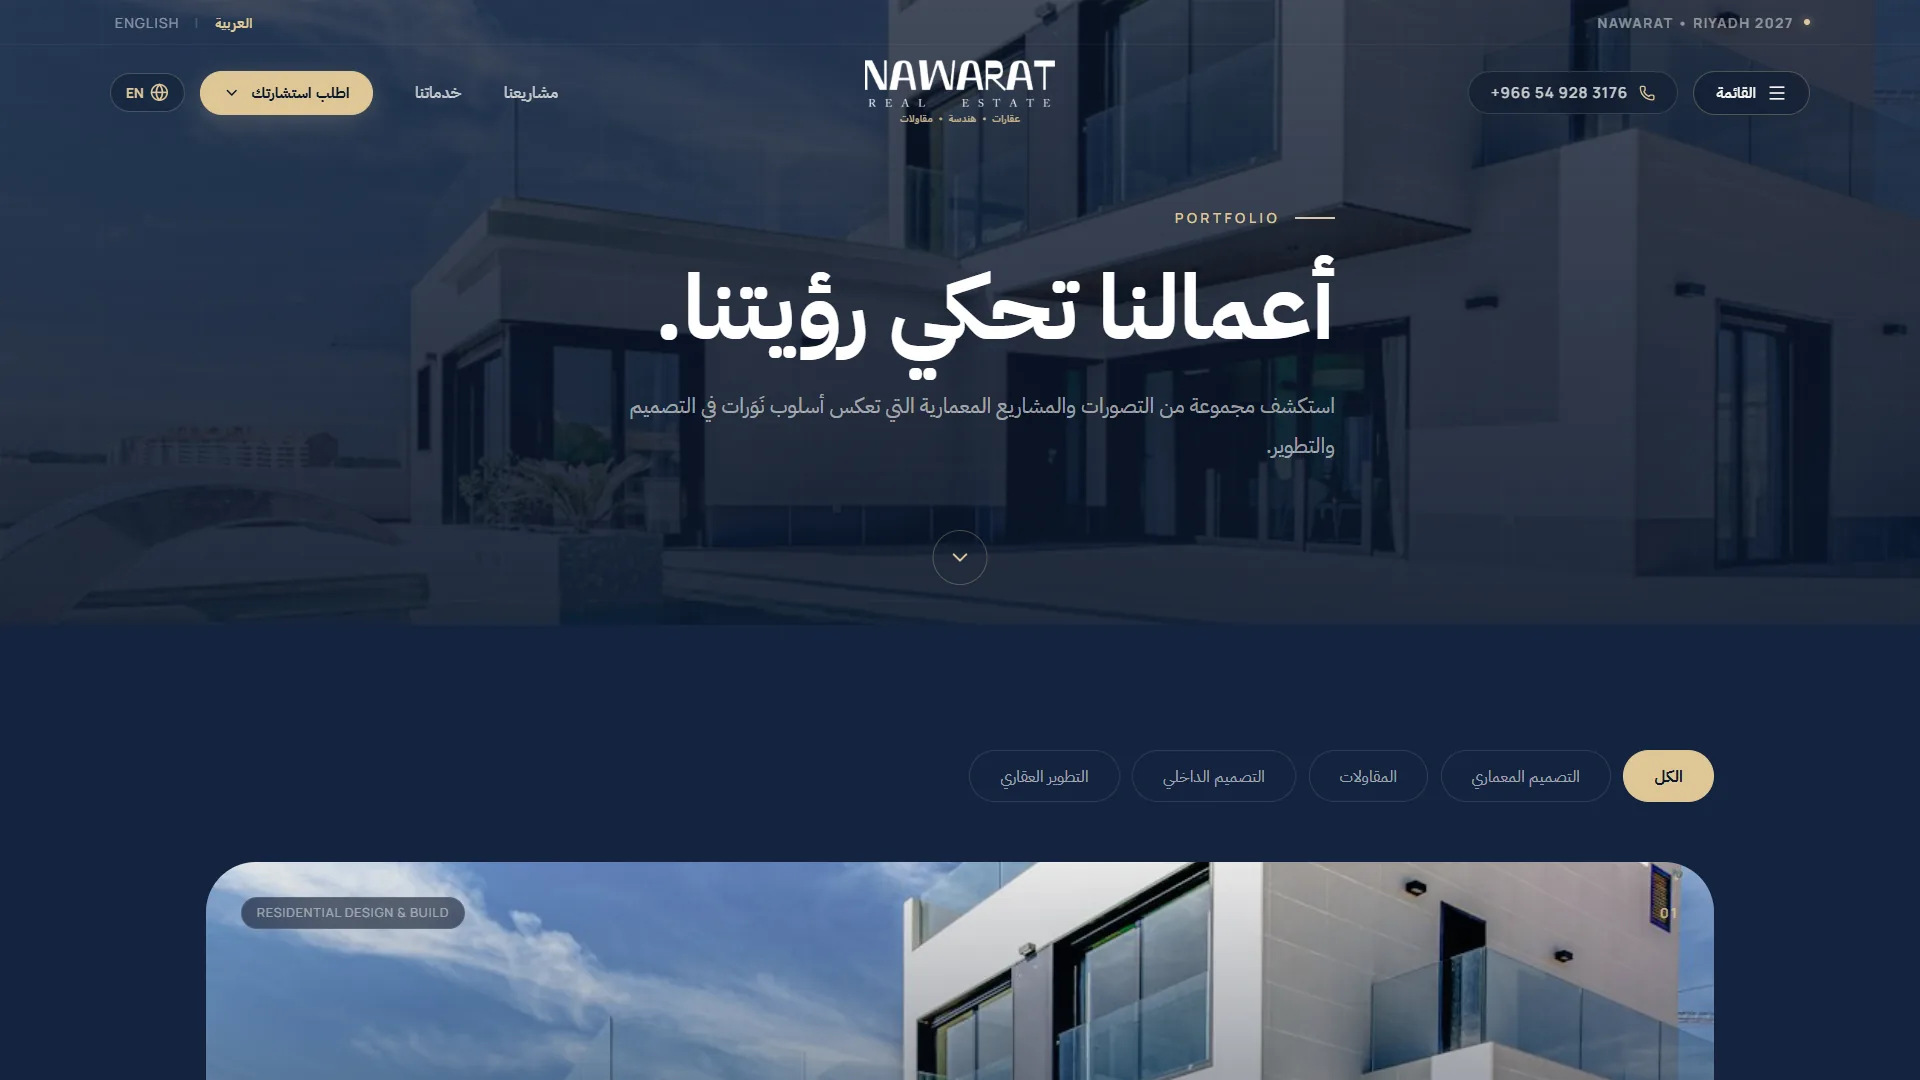 NAWARAT • RIYADH 2027
العربية | ENGLISH
القائمة
+966 54 928 3176
NAWARAT
REAL ESTATE
عقارات • هندسة • مقاولات
مشاريعنا
خدماتنا
اطلب استشارتك
EN
PORTFOLIO
أعمالنا تحكي رؤيتنا.
استكشف مجموعة من التصورات والمشاريع المعمارية التي تعكس أسلوب نَوَرات في التصميم
والتطوير.
الكل
التصميم المعماري
المقاولات
التصميم الداخلي
التطوير العقاري
01
RESIDENTIAL DESIGN & BUILD